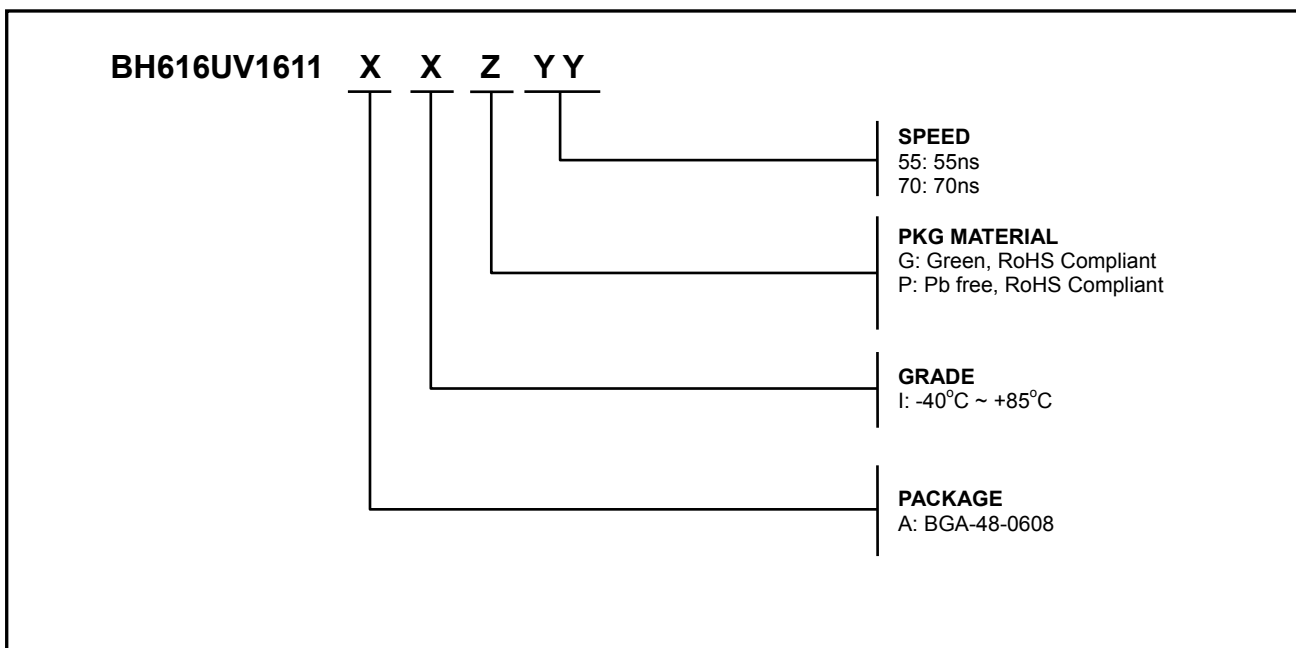 BH616UV1611 X X Z Y Y
SPEED
55: 55ns
70: 70ns
PKG MATERIAL
G: Green, RoHS Compliant
P: Pb free, RoHS Compliant
GRADE
I: -40°C ~ +85°C
PACKAGE
A: BGA-48-0608